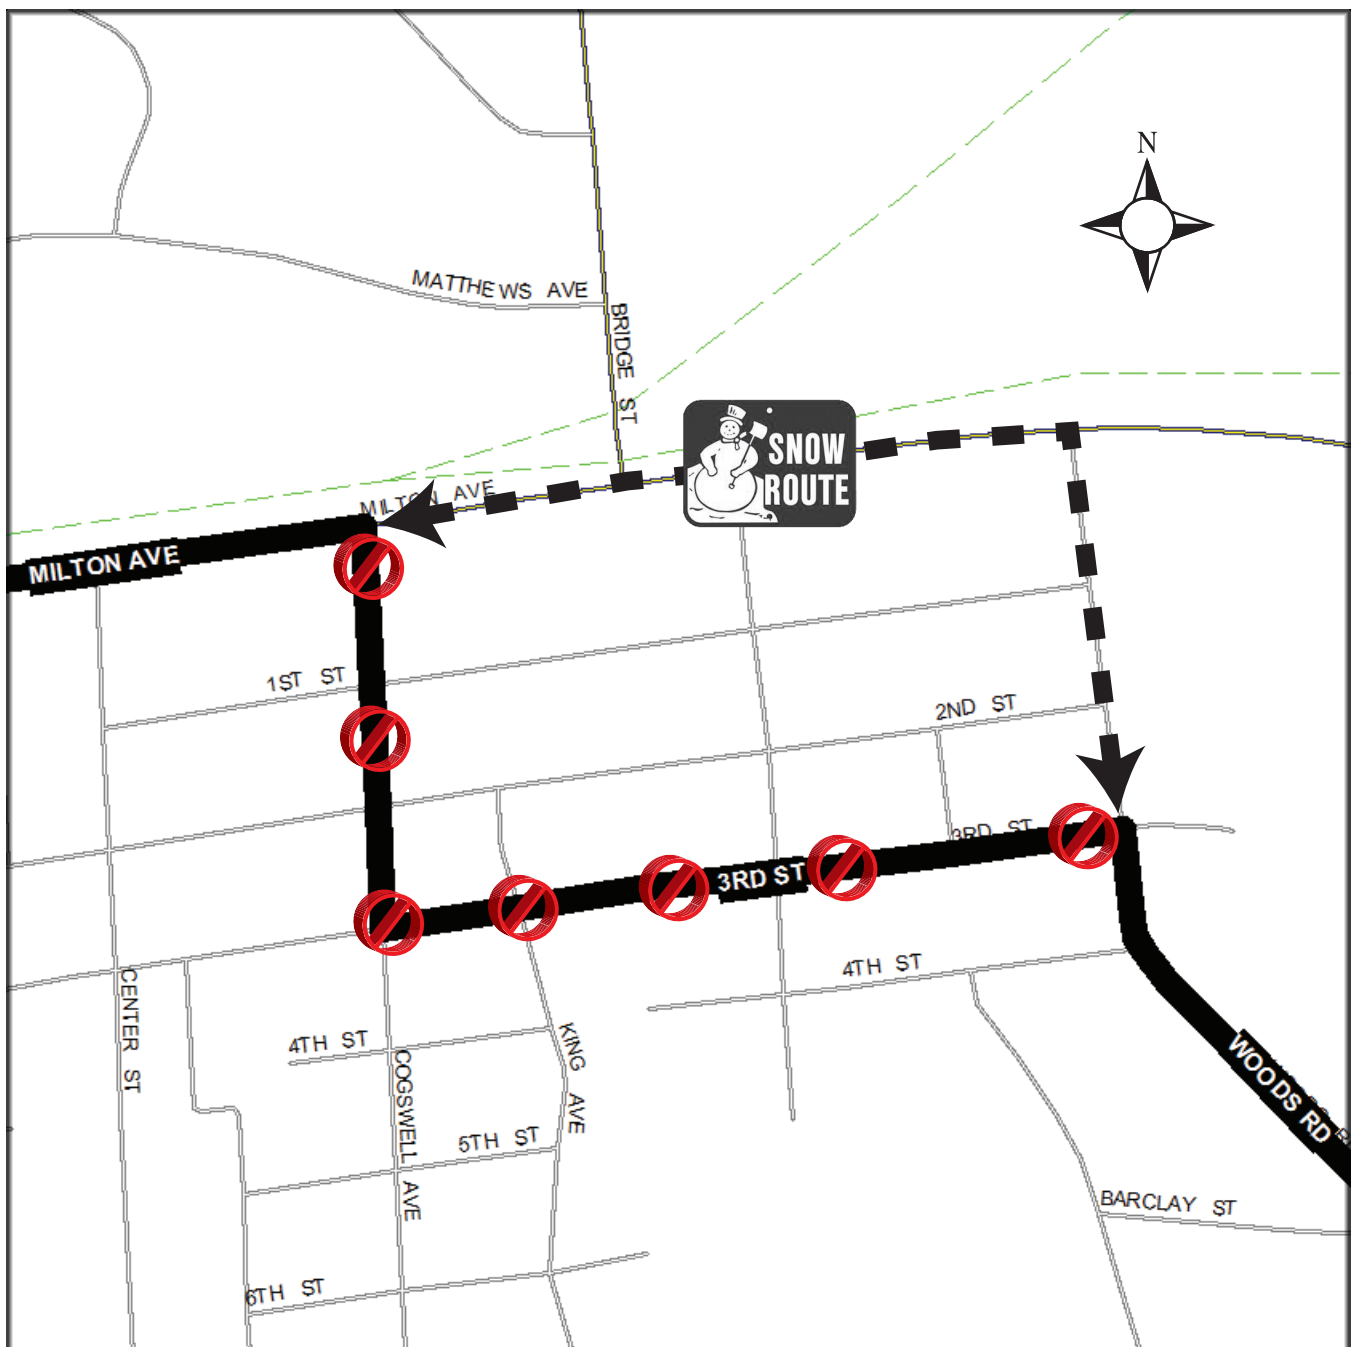 N
MATTHEWS AVE
BRIDGE ST
SNOW
ROUTE
MILTON AVE
MILTON AVE
1ST ST
2ND ST
3RD ST
3RD ST
4TH ST
CENTER ST
4TH ST
KING AVE
COGSWELL AVE
WOODS RD
5TH ST
BARCLAY ST
6TH ST